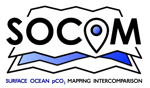 SOCOM
SURFACE OCEAN pCO₂ MAPPING INTERCOMPARISON